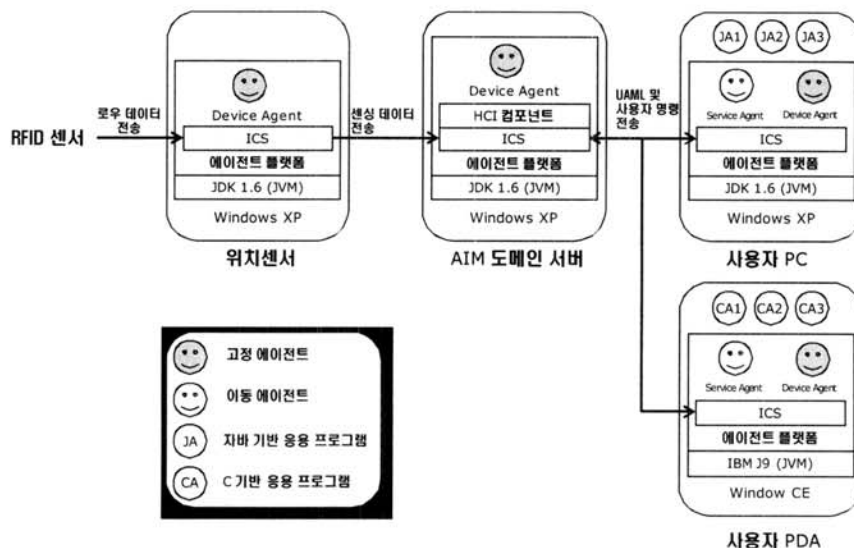 RFID 센서
로우 데이터
전송
Device Agent
ICS
에이전트 플랫폼
JDK 1.6 (JVM)
Windows XP
위치센서
센싱 데이터
전송
Device Agent
HCI 컴포넌트
ICS
에이전트 플랫폼
JDK 1.6 (JVM)
Windows XP
AIM 도메인 서버
UAML 및
사용자 명령
전송
JA1 JA2 JA3
Service Agent Device Agent
ICS
에이전트 플랫폼
JDK 1.6 (JVM)
Windows XP
사용자 PC
CA1 CA2 CA3
Service Agent Device Agent
ICS
에이전트 플랫폼
IBM J9 (JVM)
Window CE
사용자 PDA
고정 에이전트
이동 에이전트
JA 자바 기반 응용 프로그램
CA C 기반 응용 프로그램